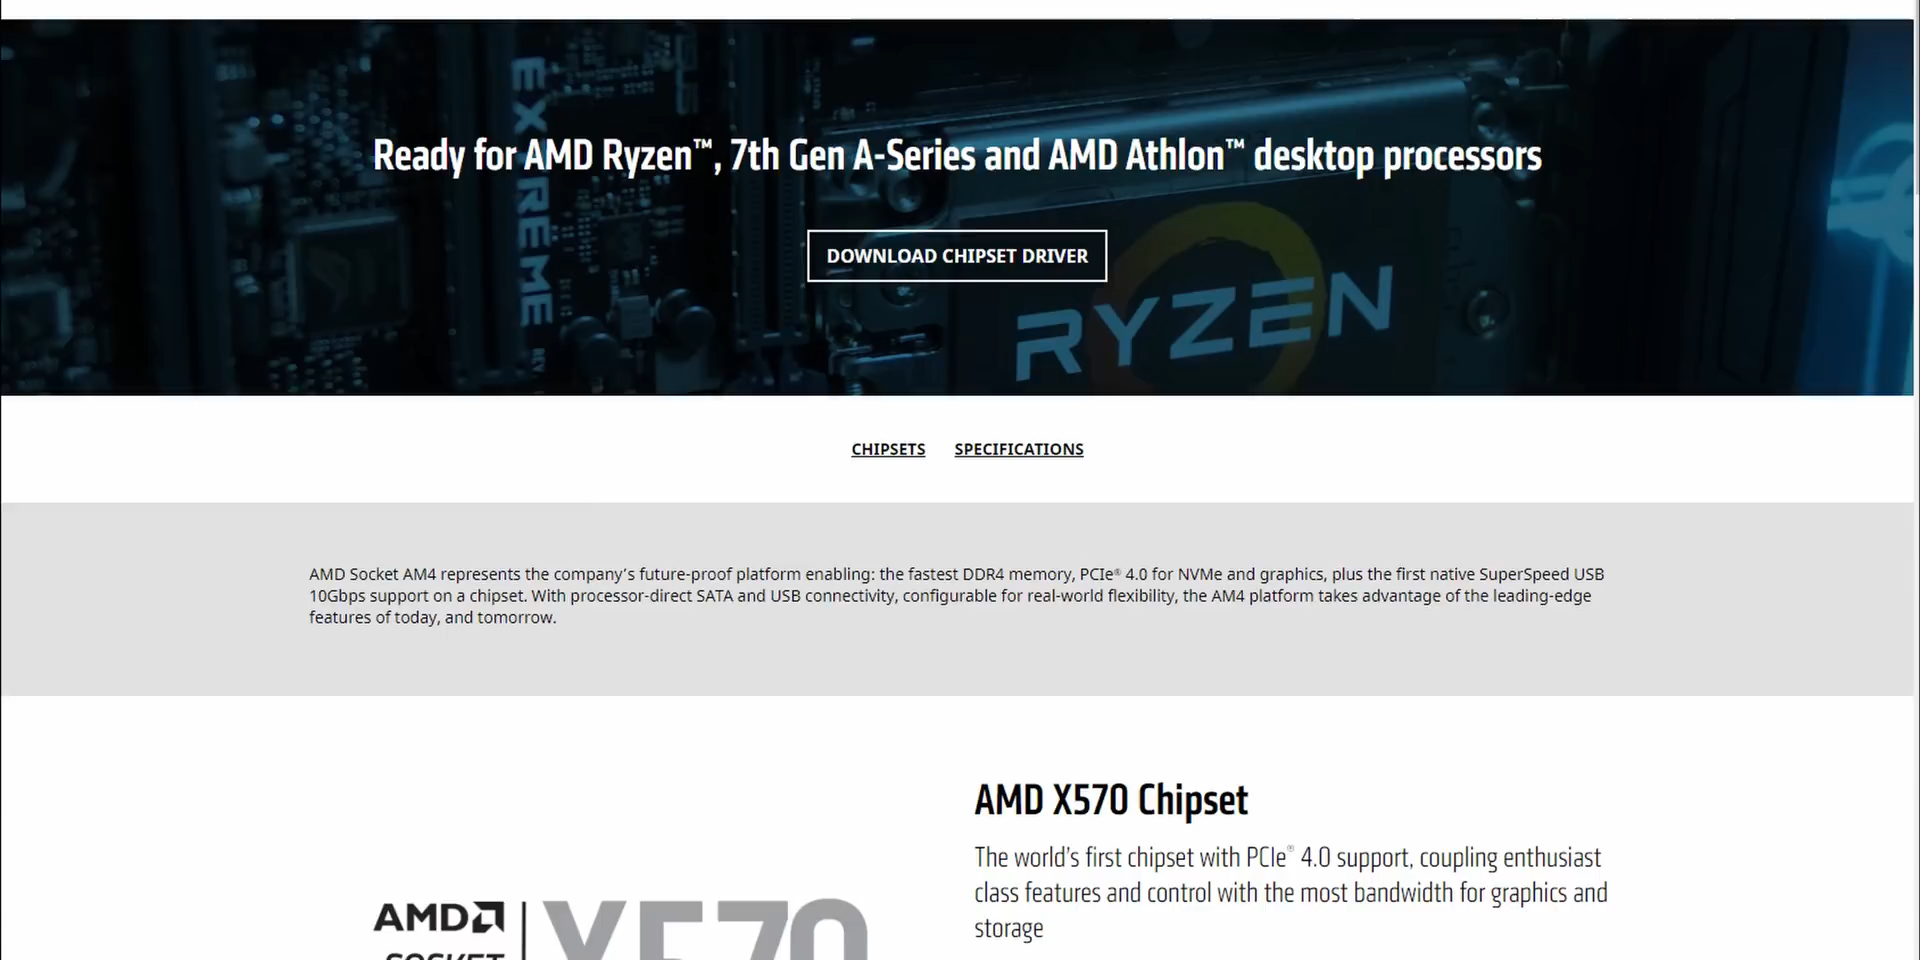 EXTREME
REV
Ready for AMD Ryzen™, 7th Gen A-Series and AMD Athlon™ desktop processors
DOWNLOAD CHIPSET DRIVER
RYZEN
CHIPSETS SPECIFICATIONS
AMD Socket AM4 represents the company's future-proof platform enabling: the fastest DDR4 memory, PCIe® 4.0 for NVMe and graphics, plus the first native SuperSpeed USB
10Gbps support on a chipset. With processor-direct SATA and USB connectivity, configurable for real-world flexibility, the AM4 platform takes advantage of the leading-edge
features of today, and tomorrow.
AMD X570 Chipset
The world's first chipset with PCIe® 4.0 support, coupling enthusiast
class features and control with the most bandwidth for graphics and
storage
AMD
SOCKET
X570